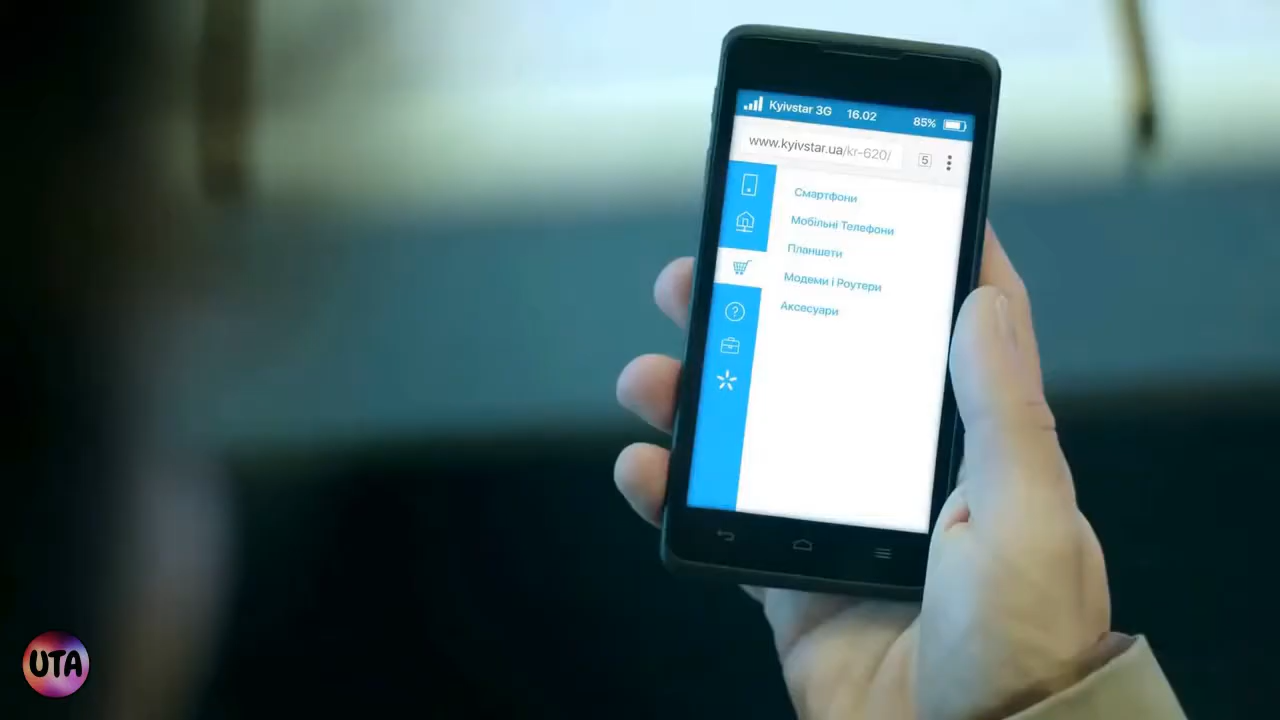 Kyivstar 3G 16.02 85%
www.kyivstar.ua/kr-620/ 5
Смартфони
Мобільні Телефони
Планшети
Модеми і Роутери
Аксесуари
?
UTA